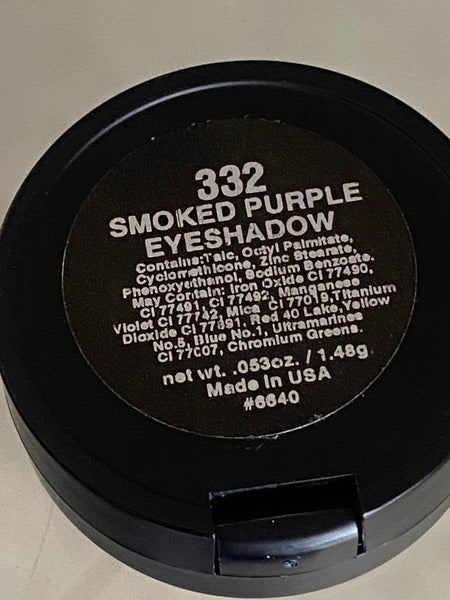 332
SMOKED PURPLE
EYESHADOW
Contains:Talc, Octyl Palmitate,
Cyclomethicone, Zinc Stearate,
Phenoxyethanol, Sodium Benzoate.
May Contain: Iron Oxide CI 77490,
CI 77491, CI 77492, Manganese
Violet CI 77742, Mica CI 77019,Titanium
Dioxide CI 77891, Red 40 Lake,Yellow
No.5, Blue No.1, Ultramarines
CI 77007, Chromium Greens.
net wt. .053oz. / 1.48g
Made In USA
#6640